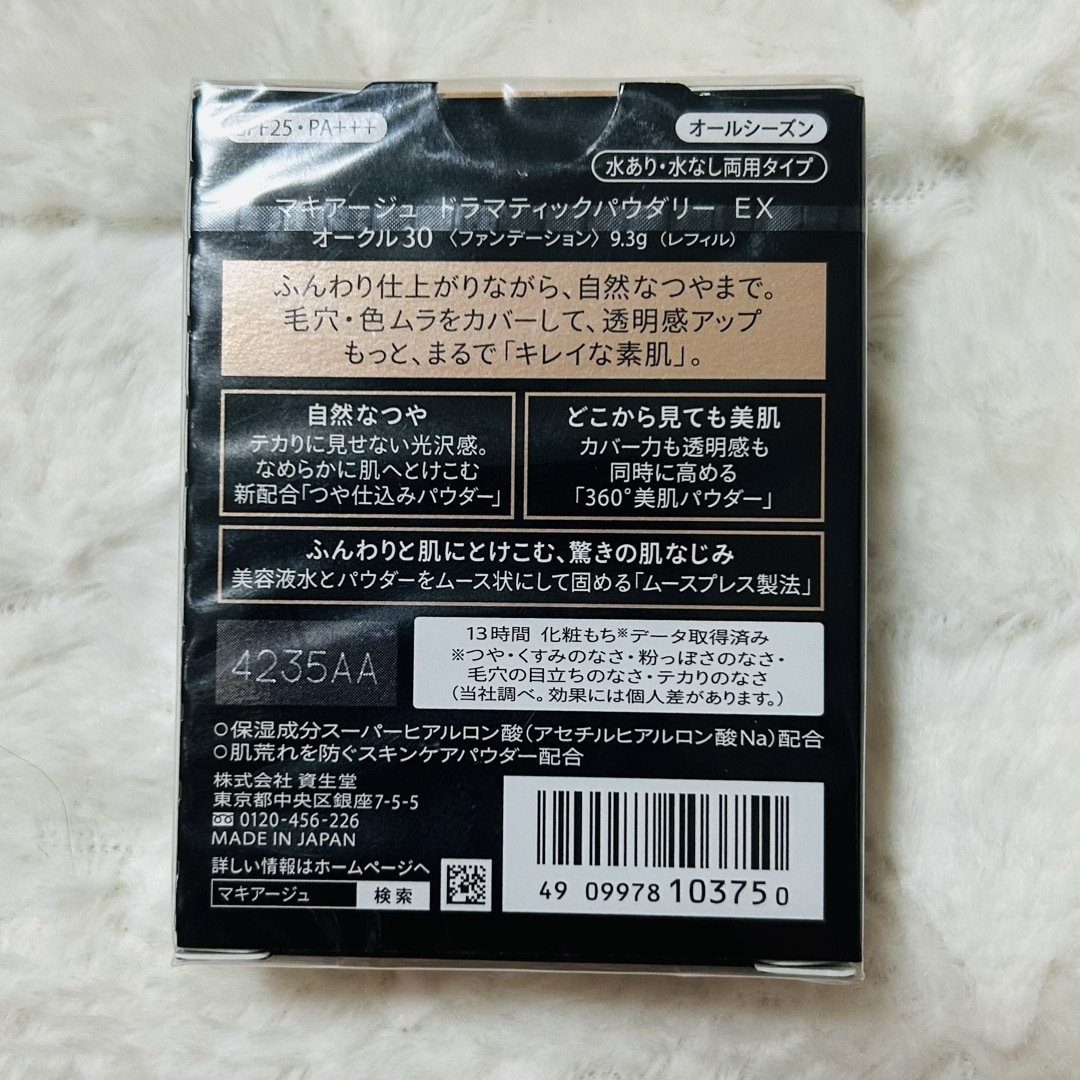 SPF25・PA+++
オールシーズン
水あり・水なし両用タイプ
マキアージュ ドラマティックパウダリー EX
オークル30 〈ファンデーション〉 9.3g（レフィル）
ふんわり仕上がりながら、自然なつやまで。
毛穴・色ムラをカバーして、透明感アップ
もっと、まるで「キレイな素肌」。
自然なつや
テカりに見せない光沢感。
なめらかに肌へとけこむ
新配合「つや仕込みパウダー」
どこから見ても美肌
カバー力も透明感も
同時に高める
「360°美肌パウダー」
ふんわりと肌にとけこむ、驚きの肌なじみ
美容液水とパウダーをムース状にして固める「ムースプレス製法」
4235AA
13時間 化粧もち※データ取得済み
※つや・くすみのなさ・粉っぽさのなさ・
毛穴の目立ちのなさ・テカりのなさ
（当社調べ。効果には個人差があります。）
○保湿成分スーパーヒアルロン酸（アセチルヒアルロン酸Na）配合
○肌荒れを防ぐスキンケアパウダー配合
株式会社 資生堂
東京都中央区銀座7-5-5
0120-456-226
MADE IN JAPAN
詳しい情報はホームページへ
マキアージュ 検索
49 09978 103750